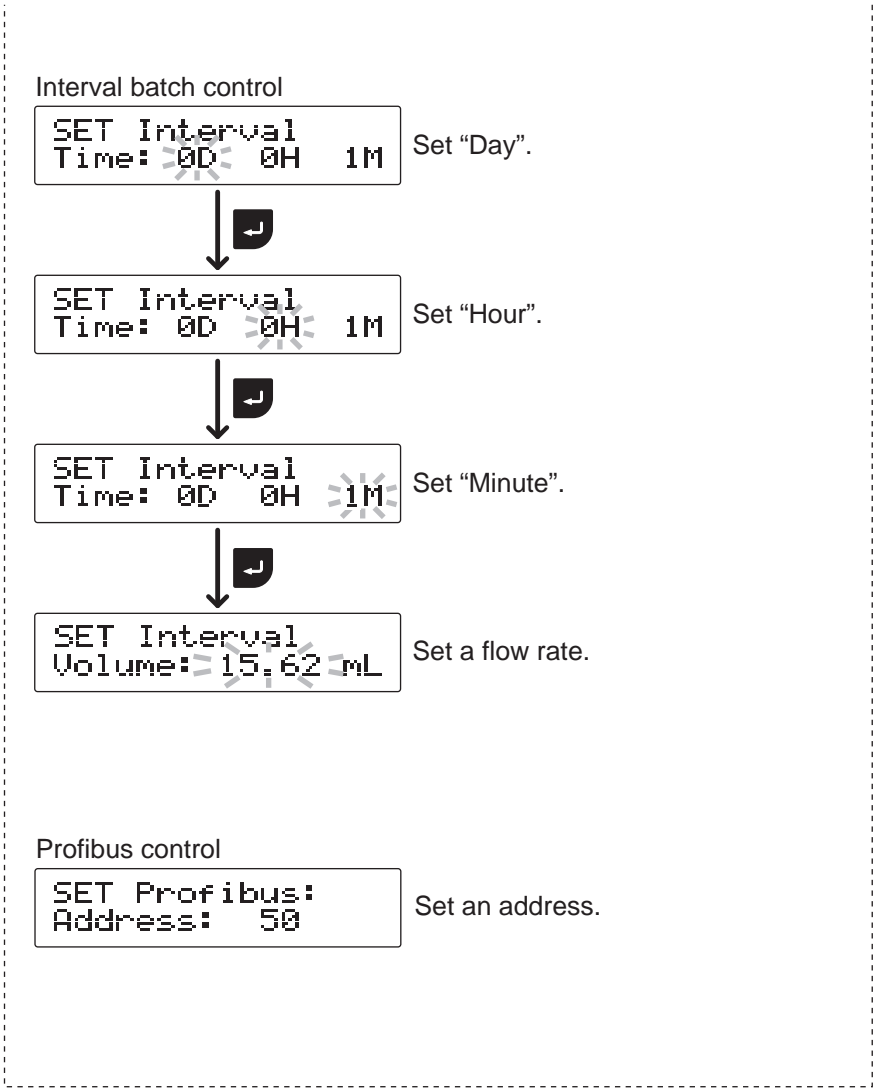 Interval batch control
SET Interval
Time: 0D 0H 1M
Set “Day”.
SET Interval
Time: 0D 0H 1M
Set “Hour”.
SET Interval
Time: 0D 0H 1M
Set “Minute”.
SET Interval
Volume: 15.62 mL
Set a flow rate.
Profibus control
SET Profibus:
Address: 50
Set an address.